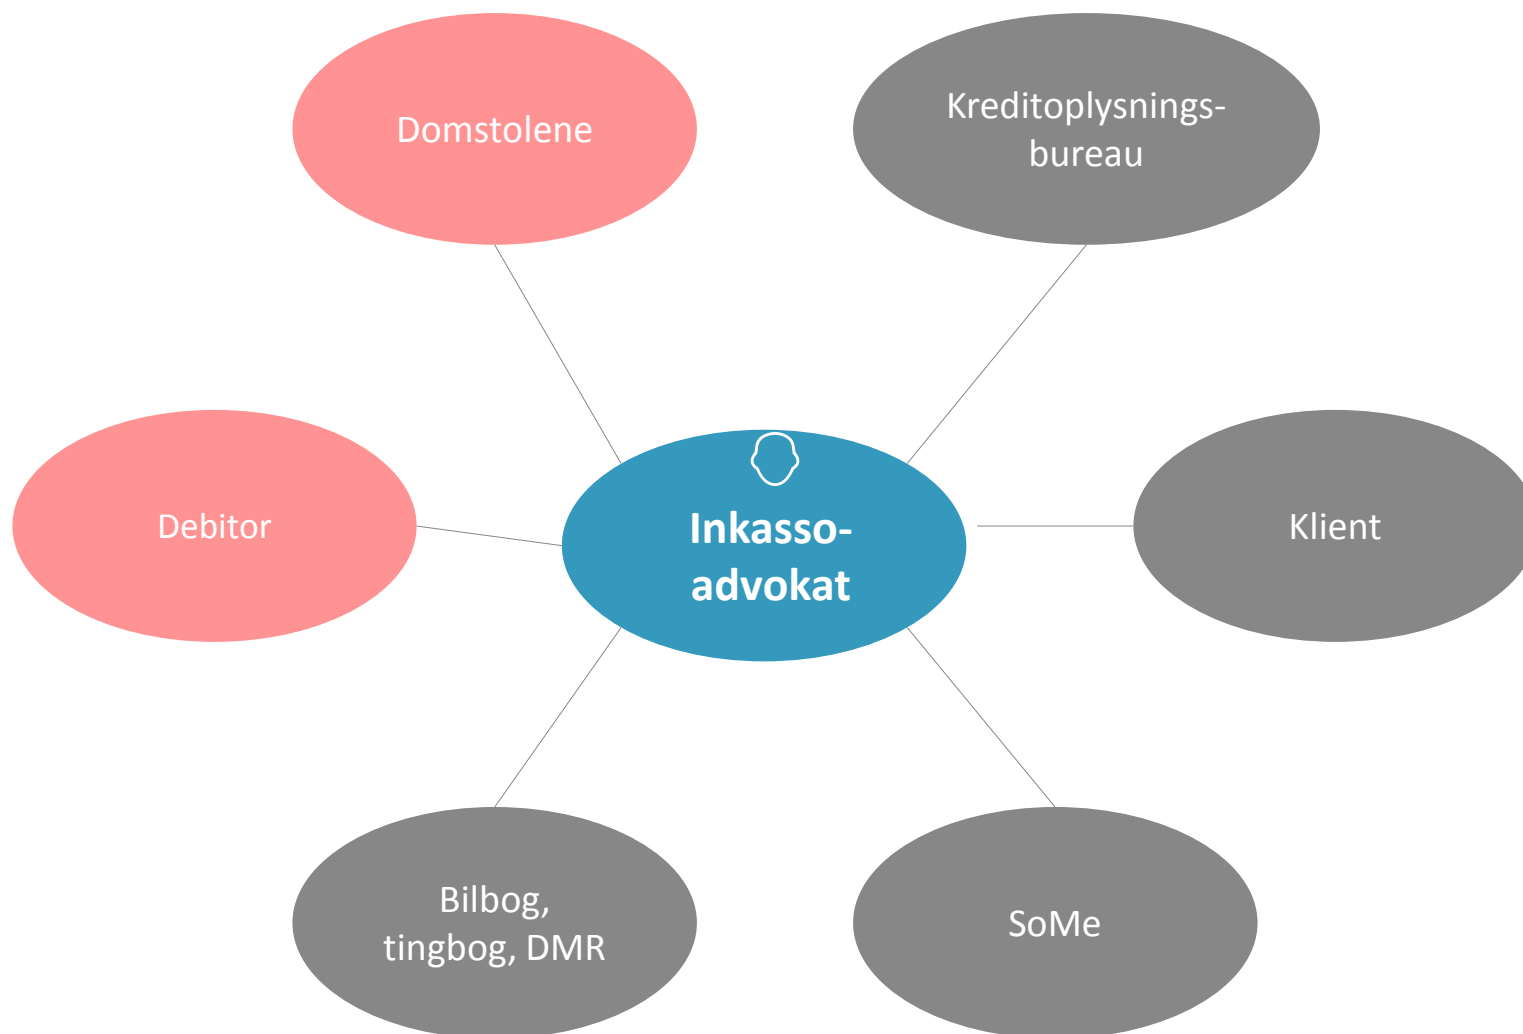 Domstolene
Kreditoplysnings-
bureau
Debitor
Inkasso-
advokat
Klient
Bilbog,
tingbog, DMR
SoMe